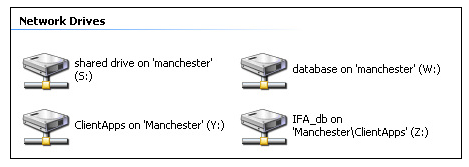 Network Drives
shared drive on 'manchester'
(S:)
database on 'manchester' (W:)
ClientApps on 'Manchester' (Y:)
IFA_db on
'Manchester\ClientApps' (Z:)